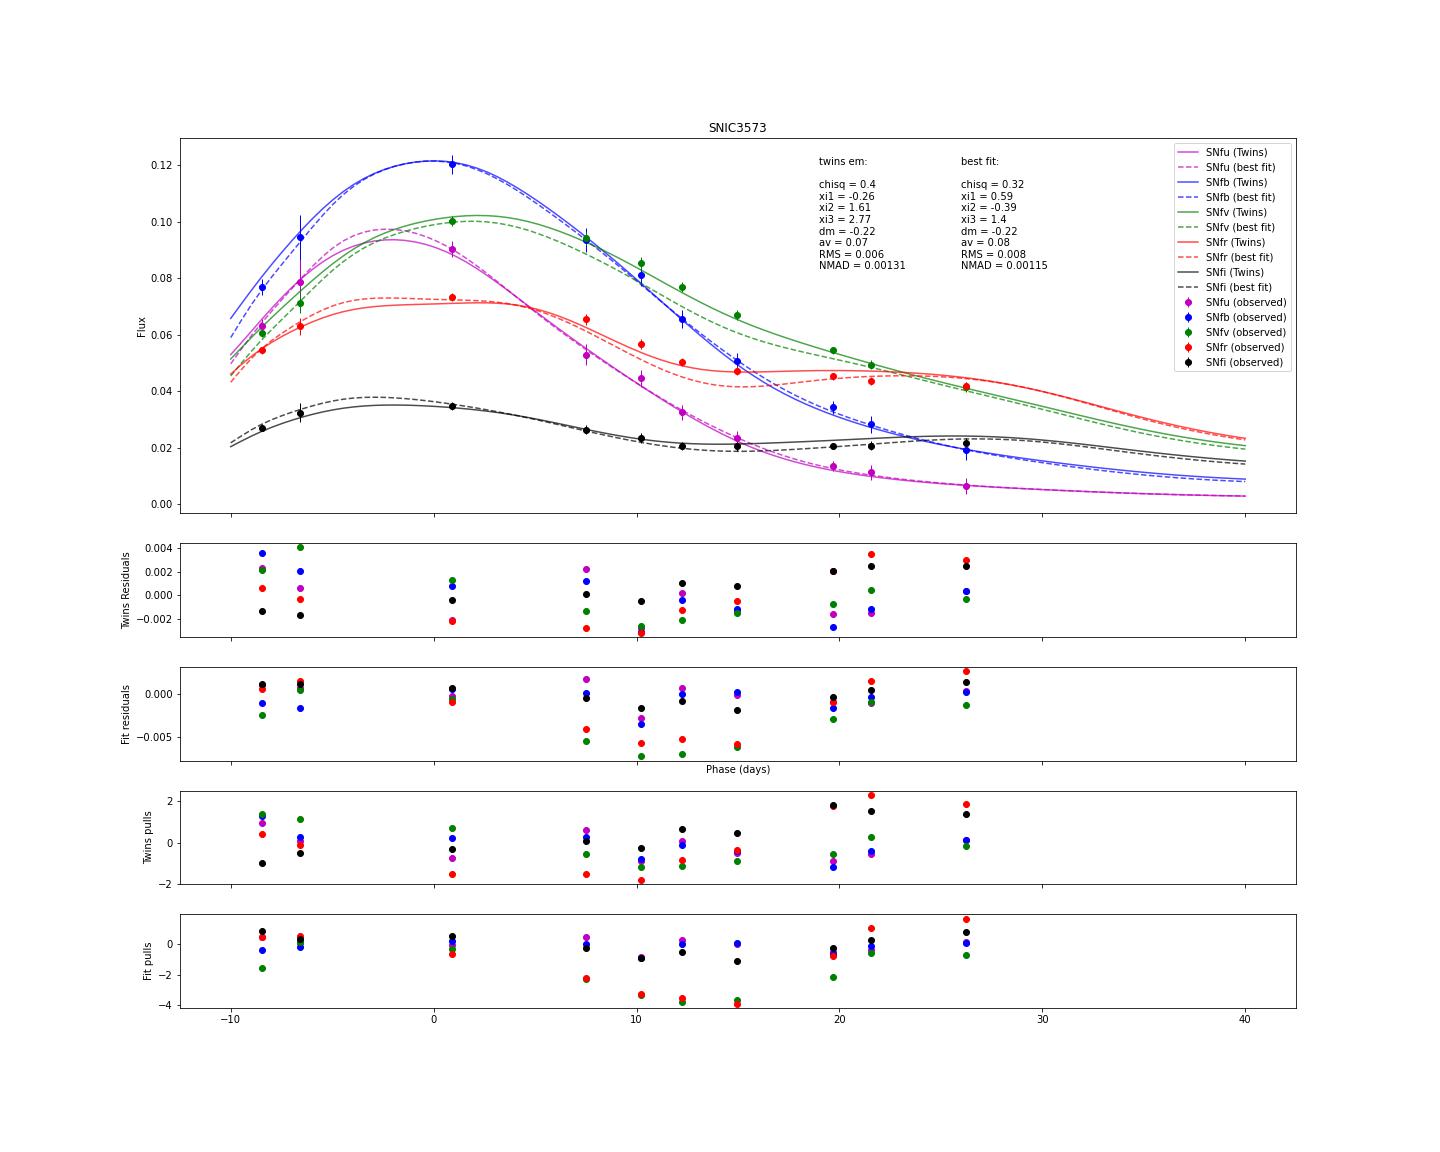 SNIC3573
Flux
0.12
0.10
0.08
0.06
0.04
0.02
0.00
twins em:
chisq = 0.4
xi1 = -0.26
xi2 = 1.61
xi3 = 2.77
dm = -0.22
av = 0.07
RMS = 0.006
NMAD = 0.00131
best fit:
chisq = 0.32
xi1 = 0.59
xi2 = -0.39
xi3 = 1.4
dm = -0.22
av = 0.08
RMS = 0.008
NMAD = 0.00115
SNfu (Twins)
SNfu (best fit)
SNfb (Twins)
SNfb (best fit)
SNfv (Twins)
SNfv (best fit)
SNfr (Twins)
SNfr (best fit)
SNfi (Twins)
SNfi (best fit)
SNfu (observed)
SNfb (observed)
SNfv (observed)
SNfr (observed)
SNfi (observed)
−10
0
10
20
30
40
Twins Residuals
0.004
0.002
0.000
−0.002
Fit residuals
0.000
−0.005
Phase (days)
Twins pulls
2
0
−2
Fit pulls
0
−2
−4
−10
0
10
20
30
40